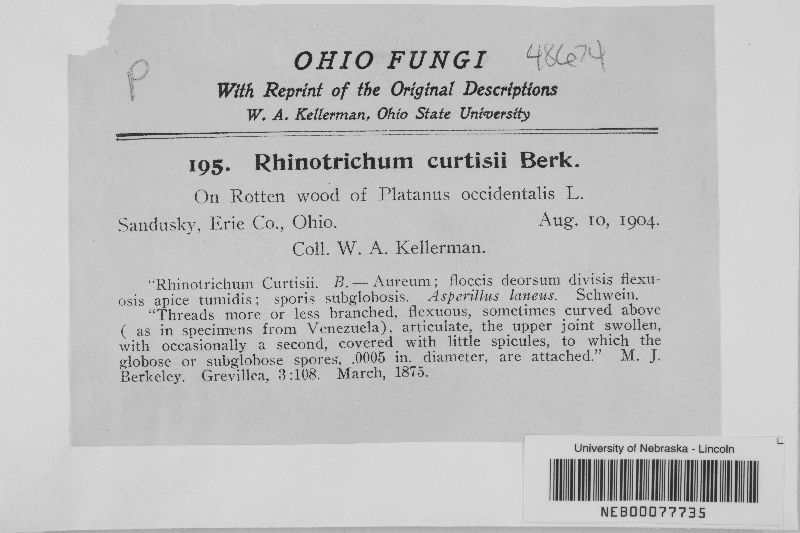 P
OHIO FUNGI
With Reprint of the Original Descriptions
W. A. Kellerman, Ohio State University
195. Rhinotrichum curtisii Berk.
On Rotten wood of Platanus occidentalis L.
Sandusky, Erie Co., Ohio. Aug. 10, 1904.
Coll. W. A. Kellerman.
"Rhinotrichum Curtisii. B.—Aureum; floccis deorsum divisis flexu-
osis apice tumidis; sporis subglobosis. Asperillus laneus. Schwein.
"Threads more or less branched, flexuous, sometimes curved above
( as in specimens from Venezuela), articulate, the upper joint swollen,
with occasionally a second, covered with little spicules, to which the
globose or subglobose spores, .0005 in. diameter, are attached." M. J.
Berkeley. Grevillea, 3:108. March, 1875.
University of Nebraska - Lincoln
NEB00077735